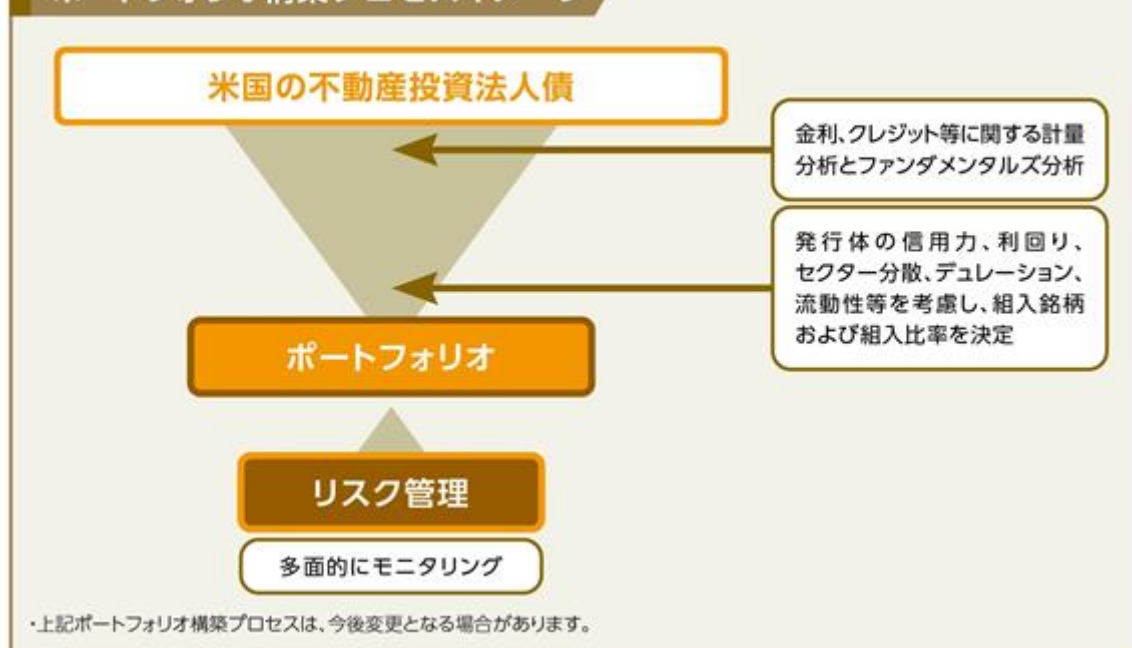 米国の不動産投資法人債
金利、クレジット等に関する計量
分析とファンダメンタルズ分析
発行体の信用力、利回り、
セクター分散、デュレーション、
流動性等を考慮し、組入銘柄
および組入比率を決定
ポートフォリオ
リスク管理
多面的にモニタリング
・上記ポートフォリオ構築プロセスは、今後変更となる場合があります。